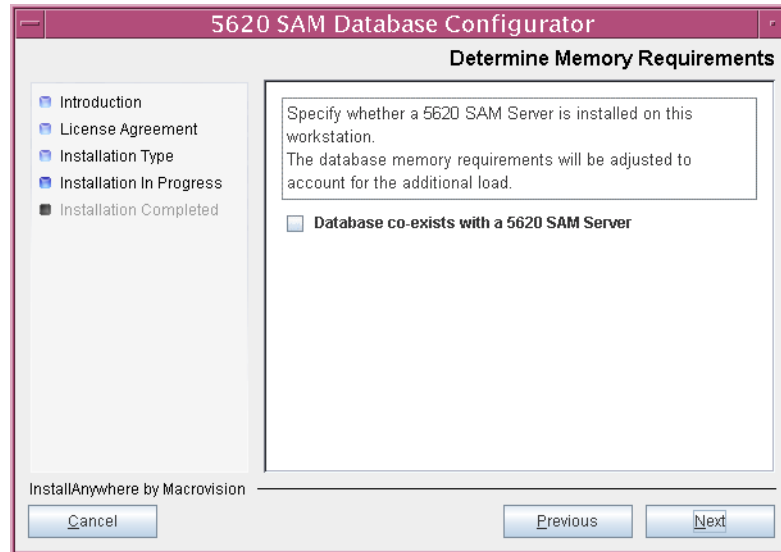 5620 SAM Database Configurator
Determine Memory Requirements
Introduction
License Agreement
Installation Type
Installation In Progress
Installation Completed
Specify whether a 5620 SAM Server is installed on this
workstation.
The database memory requirements will be adjusted to
account for the additional load.
Database co-exists with a 5620 SAM Server
InstallAnywhere by Macrovision
Cancel
Previous
Next